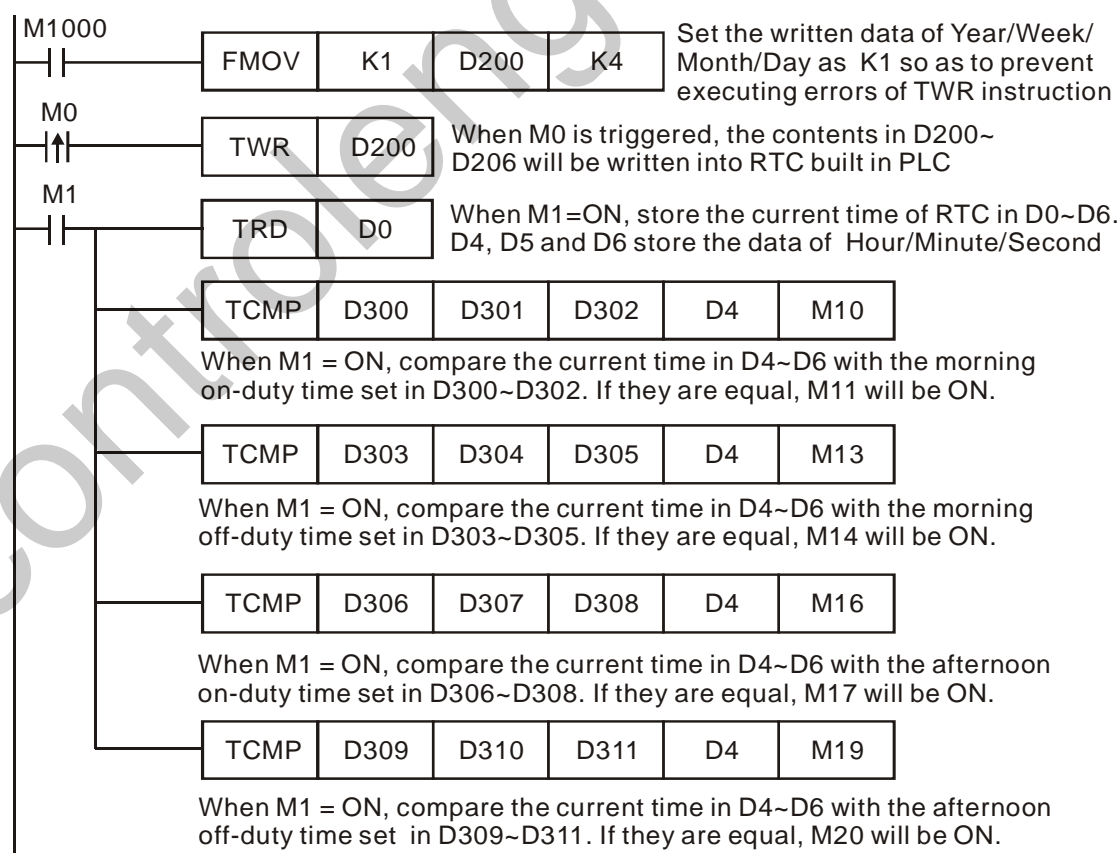 M1000
FMOV K1 D200 K4
Set the written data of Year/Week/
Month/Day as K1 so as to prevent
executing errors of TWR instruction
M0
TWR D200
When M0 is triggered, the contents in D200~
D206 will be written into RTC built in PLC
M1
TRD D0
When M1=ON, store the current time of RTC in D0~D6.
D4, D5 and D6 store the data of Hour/Minute/Second
TCMP D300 D301 D302 D4 M10
When M1 = ON, compare the current time in D4~D6 with the morning
on-duty time set in D300~D302. If they are equal, M11 will be ON.
TCMP D303 D304 D305 D4 M13
When M1 = ON, compare the current time in D4~D6 with the morning
off-duty time set in D303~D305. If they are equal, M14 will be ON.
TCMP D306 D307 D308 D4 M16
When M1 = ON, compare the current time in D4~D6 with the afternoon
on-duty time set in D306~D308. If they are equal, M17 will be ON.
TCMP D309 D310 D311 D4 M19
When M1 = ON, compare the current time in D4~D6 with the afternoon
off-duty time set in D309~D311. If they are equal, M20 will be ON.
controleng